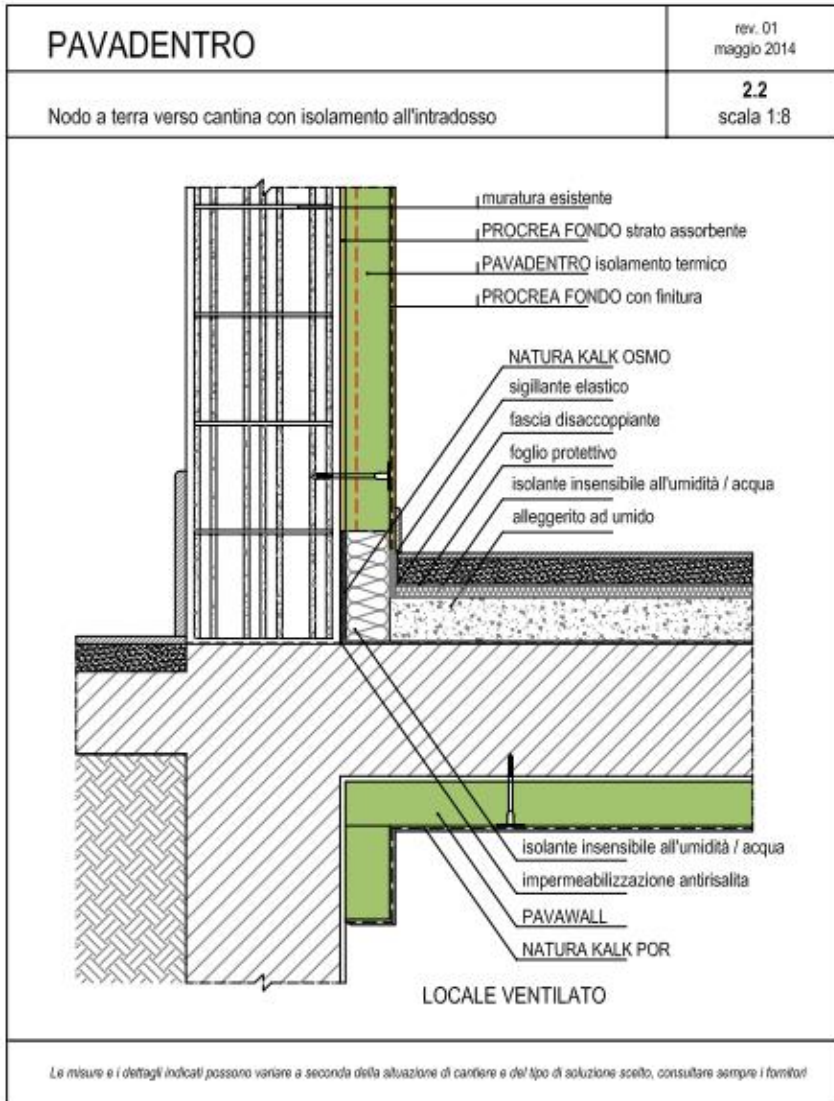 PAVADENTRO
rev. 01
maggio 2014
Nodo a terra verso cantina con isolamento all'intradosso
2.2
scala 1:8
muratura esistente
PROCREA FONDO strato assorbente
PAVADENTRO isolamento termico
PROCREA FONDO con finitura
NATURA KALK OSMO
sigillante elastico
fascia disaccoppiante
foglio protettivo
isolante insensibile all'umidità / acqua
alleggerito ad umido
isolante insensibile all'umidità / acqua
impermeabilizzazione antirisalita
PAVAWALL
NATURA KALK POR
LOCALE VENTILATO
Le misure e i dettagli indicati possono variare a seconda della situazione di cantiere e del tipo di soluzione scelto, consultare sempre i fornitori